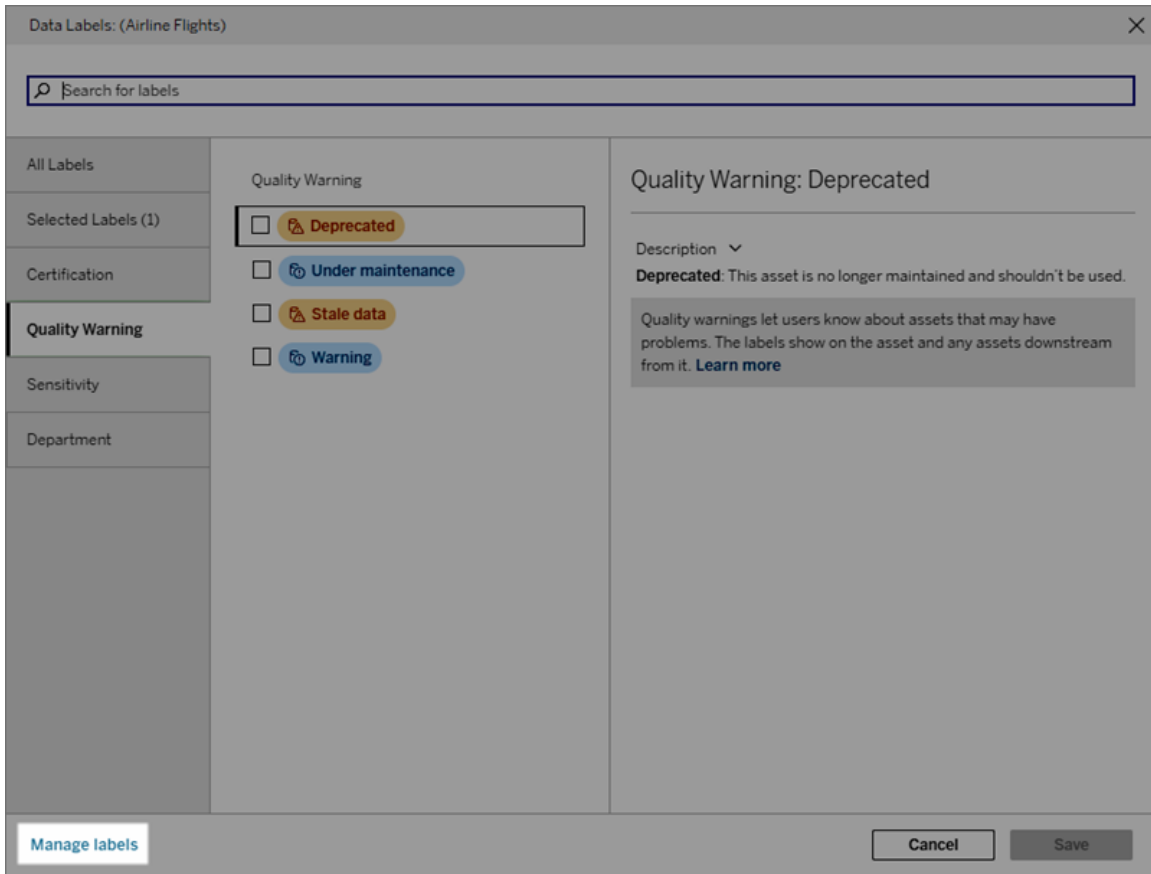 Data Labels: (Airline Flights)
Search for labels
All Labels
Selected Labels (1)
Certification
Quality Warning
Sensitivity
Department
Quality Warning
Deprecated
Under maintenance
Stale data
Warning
Quality Warning: Deprecated
Description
Deprecated: This asset is no longer maintained and shouldn't be used.
Quality warnings let users know about assets that may have
problems. The labels show on the asset and any assets downstream
from it. Learn more
Manage labels
Cancel
Save